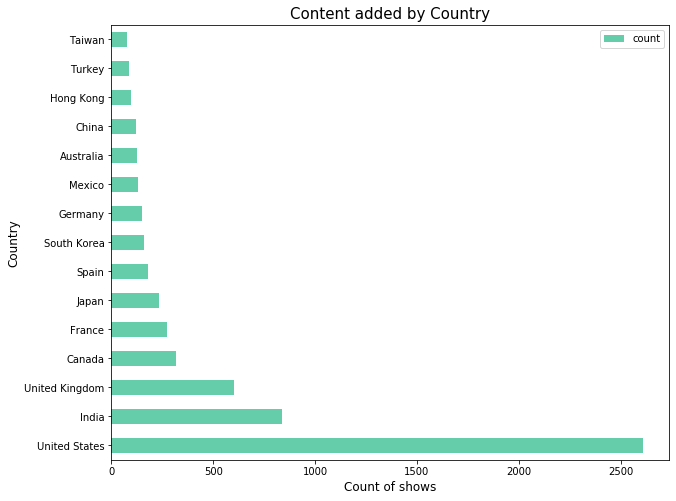 Content added by Country
count
Country
Taiwan
Turkey
Hong Kong
China
Australia
Mexico
Germany
South Korea
Spain
Japan
France
Canada
United Kingdom
India
United States
0 500 1000 1500 2000 2500
Count of shows